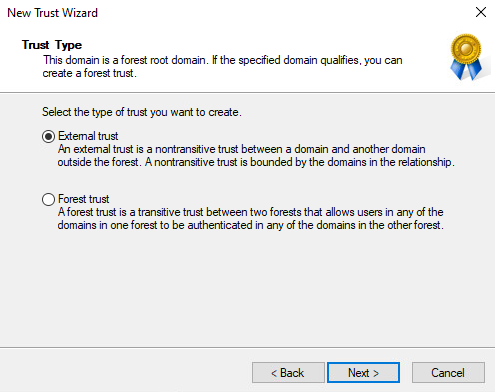 New Trust Wizard
Trust Type
This domain is a forest root domain. If the specified domain qualifies, you can
create a forest trust.
Select the type of trust you want to create.
External trust
An external trust is a nontransitive trust between a domain and another domain
outside the forest. A nontransitive trust is bounded by the domains in the relationship.
Forest trust
A forest trust is a transitive trust between two forests that allows users in any of the
domains in one forest to be authenticated in any of the domains in the other forest.
< Back Next > Cancel